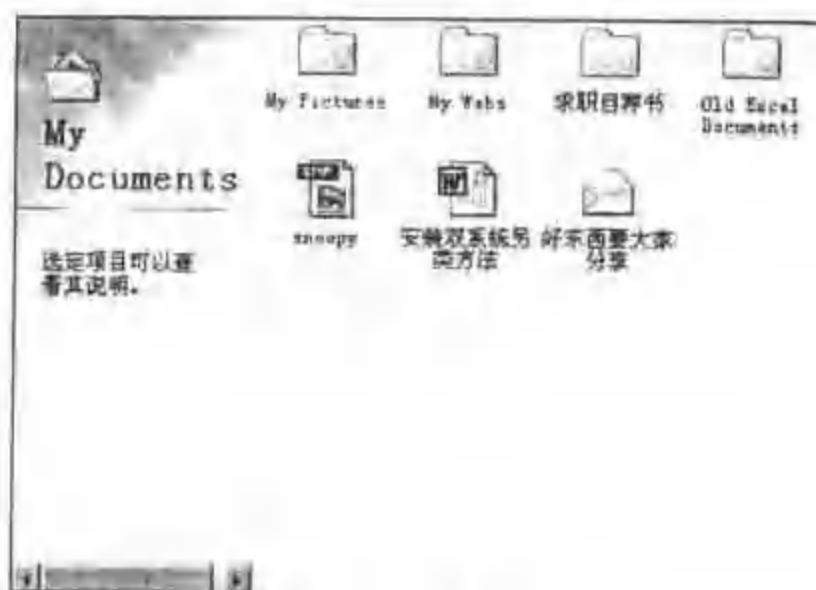 My
Documents
选定项目可以查
看其说明。
My Pictures
My Webs
求职自荐书
Old Excel
Documents
snoopy
安装双系统另
类方法
好东西要大家
分享